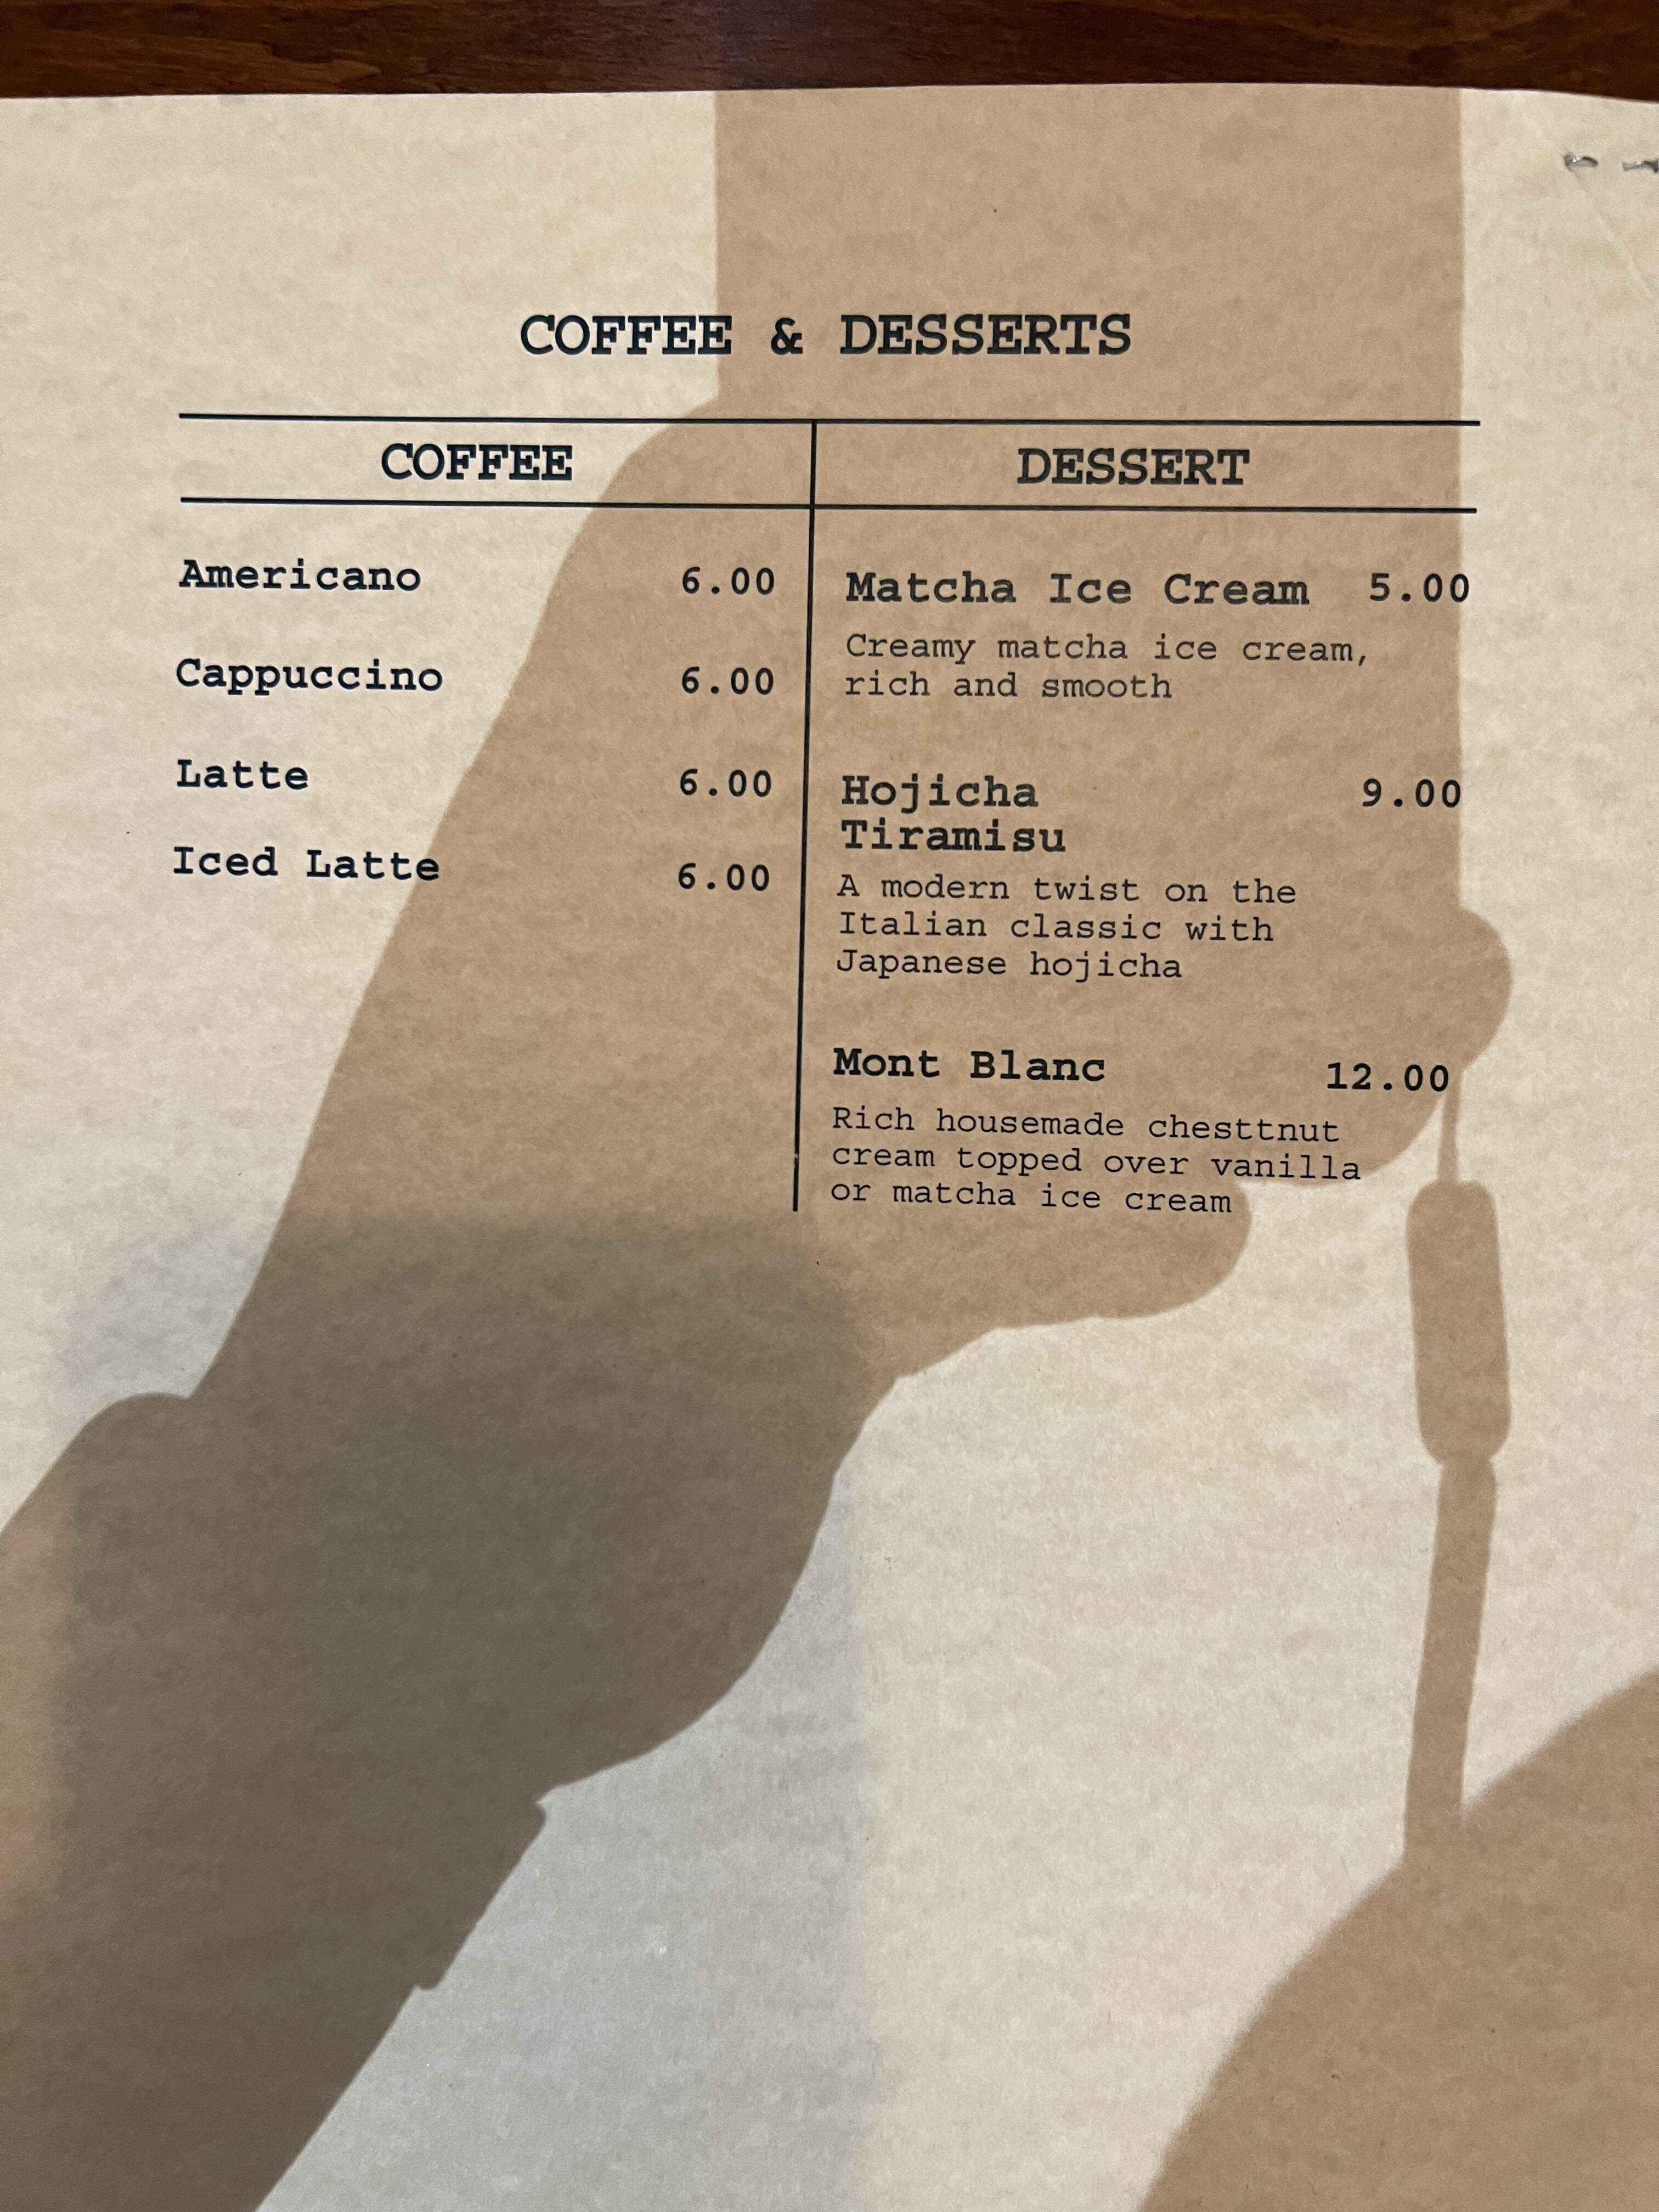 COFFEE & DESSERTS
COFFEE
Americano 6.00
Cappuccino 6.00
Latte 6.00
Iced Latte 6.00
DESSERT
Matcha Ice Cream 5.00
Creamy matcha ice cream,
rich and smooth
Hojicha 9.00
Tiramisu
A modern twist on the
Italian classic with
Japanese hojicha
Mont Blanc 12.00
Rich housemade chesttnut
cream topped over vanilla
or matcha ice cream